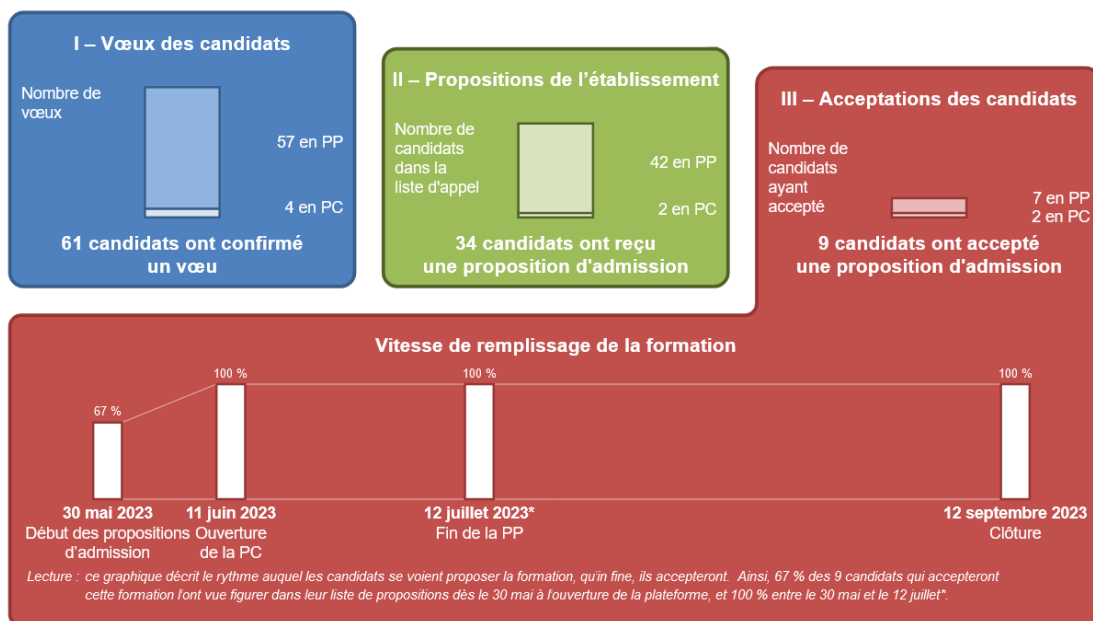 I – Vœux des candidats
Nombre de
vœux
57 en PP
4 en PC
61 candidats ont confirmé
un vœu
II – Propositions de l'établissement
Nombre de
candidats
dans la
liste d'appel
42 en PP
2 en PC
34 candidats ont reçu
une proposition d'admission
III – Acceptations des candidats
Nombre de
candidats
ayant
accepté
7 en PP
2 en PC
9 candidats ont accepté
une proposition d'admission
Vitesse de remplissage de la formation
67 %
100 %
100 %
100 %
30 mai 2023
Début des propositions
d'admission
11 juin 2023
Ouverture
de la PC
12 juillet 2023*
Fin de la PP
12 septembre 2023
Clôture
Lecture : ce graphique décrit le rythme auquel les candidats se voient proposer la formation, qu'in fine, ils accepteront. Ainsi, 67 % des 9 candidats qui accepteront
cette formation l'ont vue figurer dans leur liste de propositions dès le 30 mai à l'ouverture de la plateforme, et 100 % entre le 30 mai et le 12 juillet*.